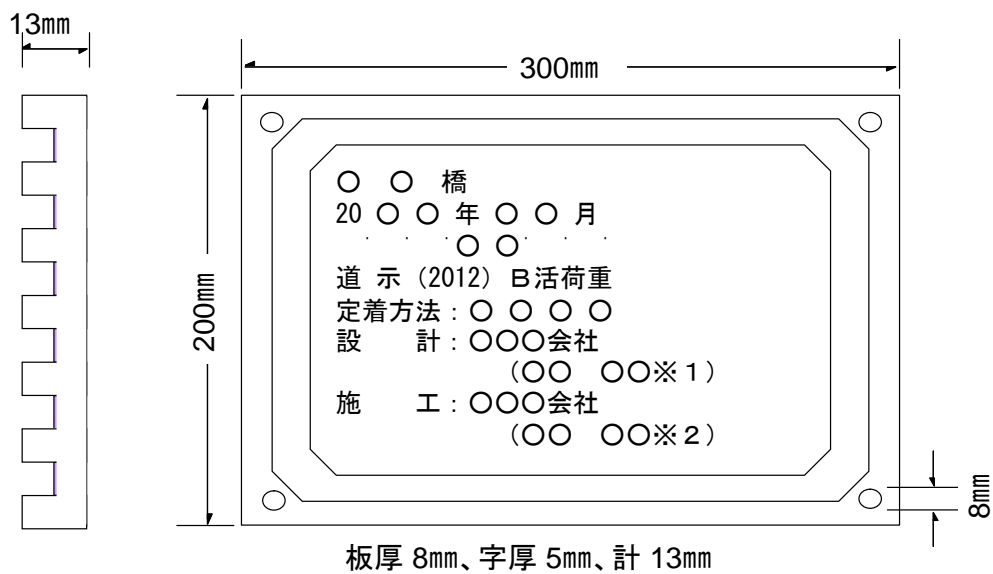 13㎜
300㎜
200㎜
○ ○ 橋
20 ○ ○ 年 ○ ○ 月
○ ○
道 示 (2012) B活荷重
定着方法：○ ○ ○ ○
設　　計：○○○会社
（○○　○○※１）
施　　工：○○○会社
（○○　○○※２）
8㎜
板厚 8㎜、字厚 5㎜、計 13㎜